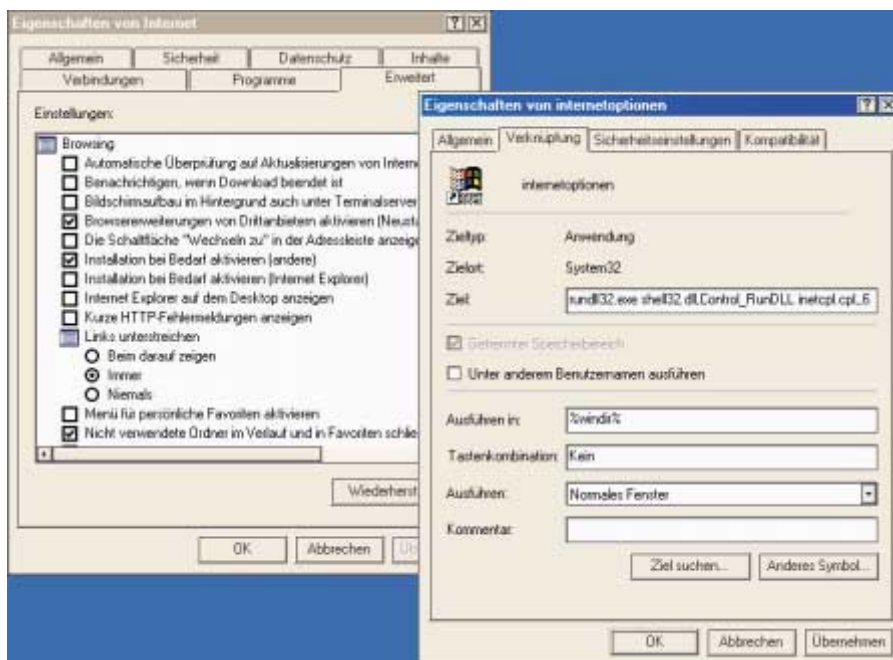 Eigenschaften von Internet
Allgemein Sicherheit Datenschutz Inhalte
Verbindungen Programme Erweitert
Einstellungen:
Browsing
Automatische Überprüfung auf Aktualisierungen von Interne
Benachrichtigen, wenn Download beendet ist
Bildschirmaufbau im Hintergrund auch unter Terminalserver
Browsererweiterungen von Drittanbietern aktivieren (Neusta
Die Schaltfläche "Wechseln zu" in der Adressleiste anzeige
Installation bei Bedarf aktivieren (andere)
Installation bei Bedarf aktivieren (Internet Explorer)
Internet Explorer auf dem Desktop anzeigen
Kurze HTTP-Fehlermeldungen anzeigen
Links unterstreichen
Beim darauf zeigen
Immer
Niemals
Menü für persönliche Favoriten aktivieren
Nicht verwendete Ordner im Verlauf und in Favoriten schlie
Wiederherst
OK Abbrechen Üb
Eigenschaften von internetoptionen
Allgemein Verknüpfung Sicherheitseinstellungen Kompatibilität
internetoptionen
Zieltyp: Anwendung
Zielort: System32
Ziel: rundll32.exe shell32.dll,Control_RunDLL inetcpl.cpl,,6
Getrennter Speicherbereich
Unter anderem Benutzernamen ausführen
Ausführen in: %windir%
Tastenkombination: Kein
Ausführen: Normales Fenster
Kommentar:
Ziel suchen... Anderes Symbol...
OK Abbrechen Übernehmen